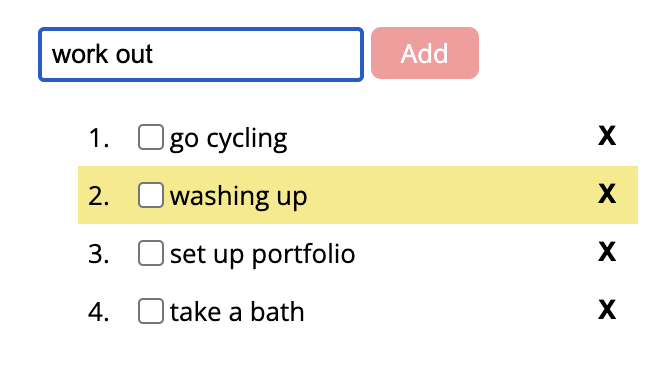 work out Add
1. go cycling X
2. washing up X
3. set up portfolio X
4. take a bath X